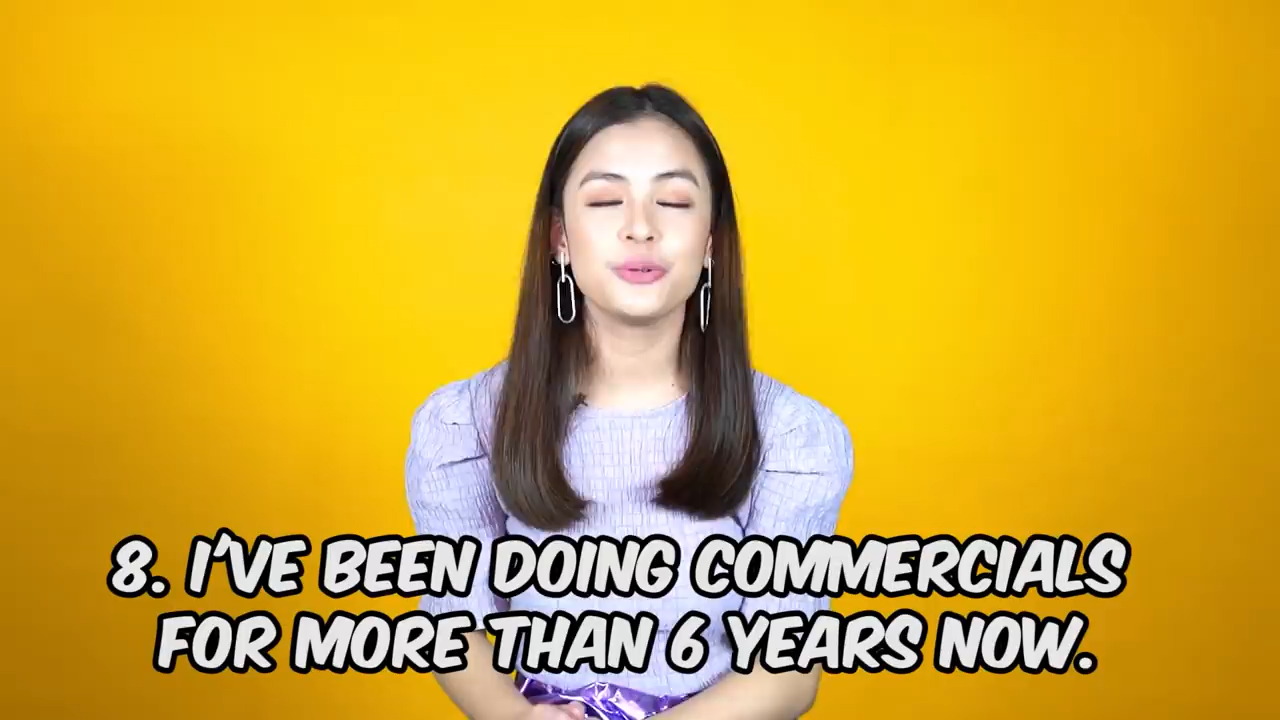 8. I'VE BEEN DOING COMMERCIALS
FOR MORE THAN 6 YEARS NOW.